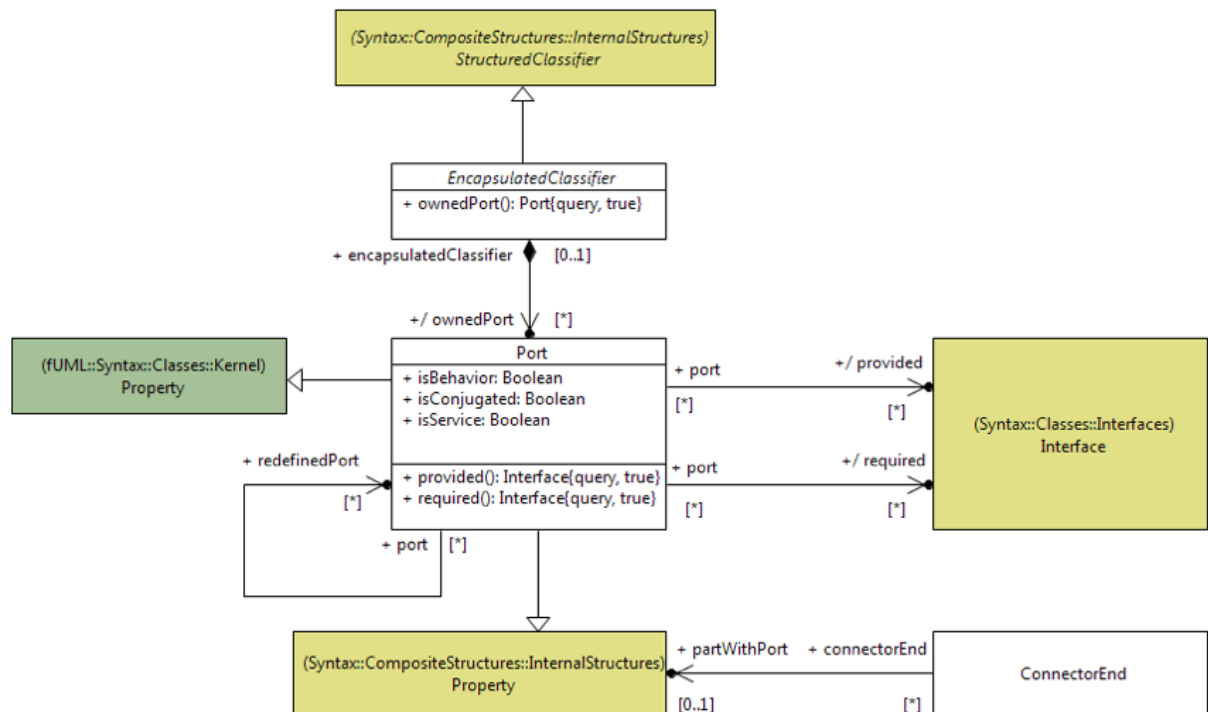 (Syntax::CompositeStructures::InternalStructures)
StructuredClassifier
EncapsulatedClassifier
+ ownedPort(): Port{query, true}
+ encapsulatedClassifier
[0..1]
+/ ownedPort
[*]
(fUML::Syntax::Classes::Kernel)
Property
Port
+ isBehavior: Boolean
+ isConjugated: Boolean
+ isService: Boolean
+ provided(): Interface{query, true}
+ required(): Interface{query, true}
+ port
[*]
+/ provided
[*]
+ port
[*]
+/ required
[*]
(Syntax::Classes::Interfaces)
Interface
+ redefinedPort
[*]
+ port
[*]
(Syntax::CompositeStructures::InternalStructures)
Property
+ partWithPort
[0..1]
+ connectorEnd
[*]
ConnectorEnd